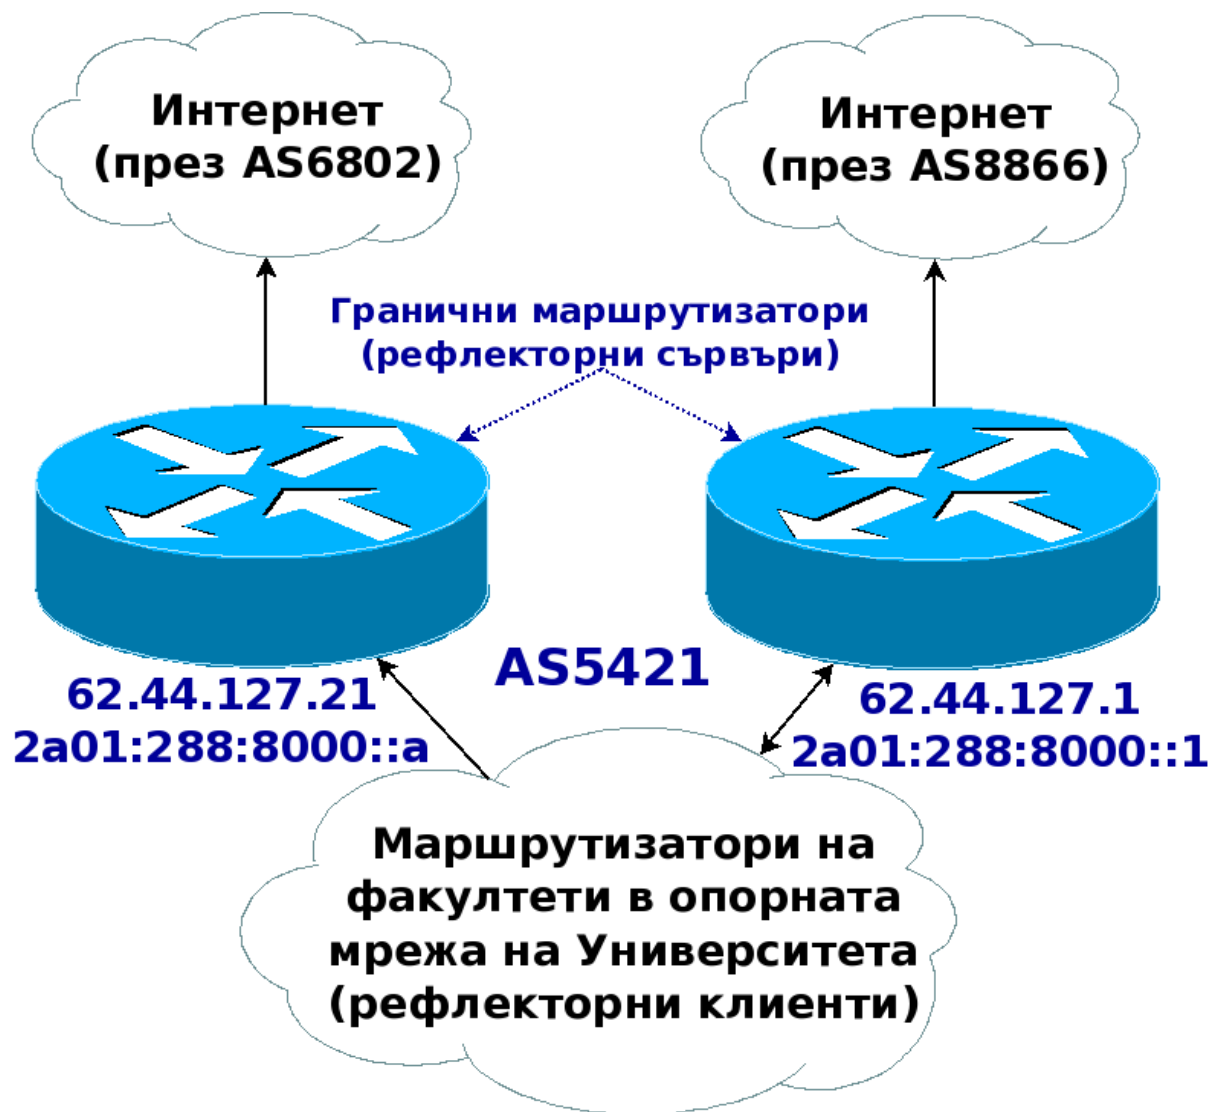 Интернет
(през AS6802)
Интернет
(през AS8866)
Гранични маршрутизатори
(рефлекторни сървъри)
AS5421
62.44.127.21
2a01:288:8000::a
62.44.127.1
2a01:288:8000::1
Маршрутизатори на
факултети в опорната
мрежа на Университета
(рефлекторни клиенти)